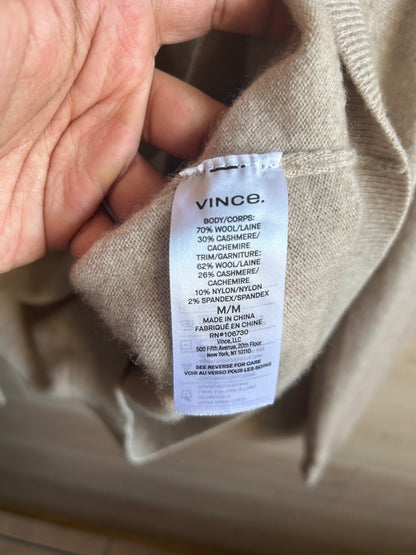 VINCE.
BODY/CORPS:
70% WOOL/LAINE
30% CASHMERE/
CACHEMIRE
TRIM/GARNITURE:
62% WOOL/LAINE
26% CASHMERE/
CACHEMIRE
10% NYLON/NYLON
2% SPANDEX/SPANDEX
M/M
MADE IN CHINA
FABRIQUÉ EN CHINE
RN#106730
Vince, LLC
500 Fifth Avenue, 20th Floor
New York, NY 10110
SEE REVERSE FOR CARE
VOIR AU VERSO POUR LES SOINS